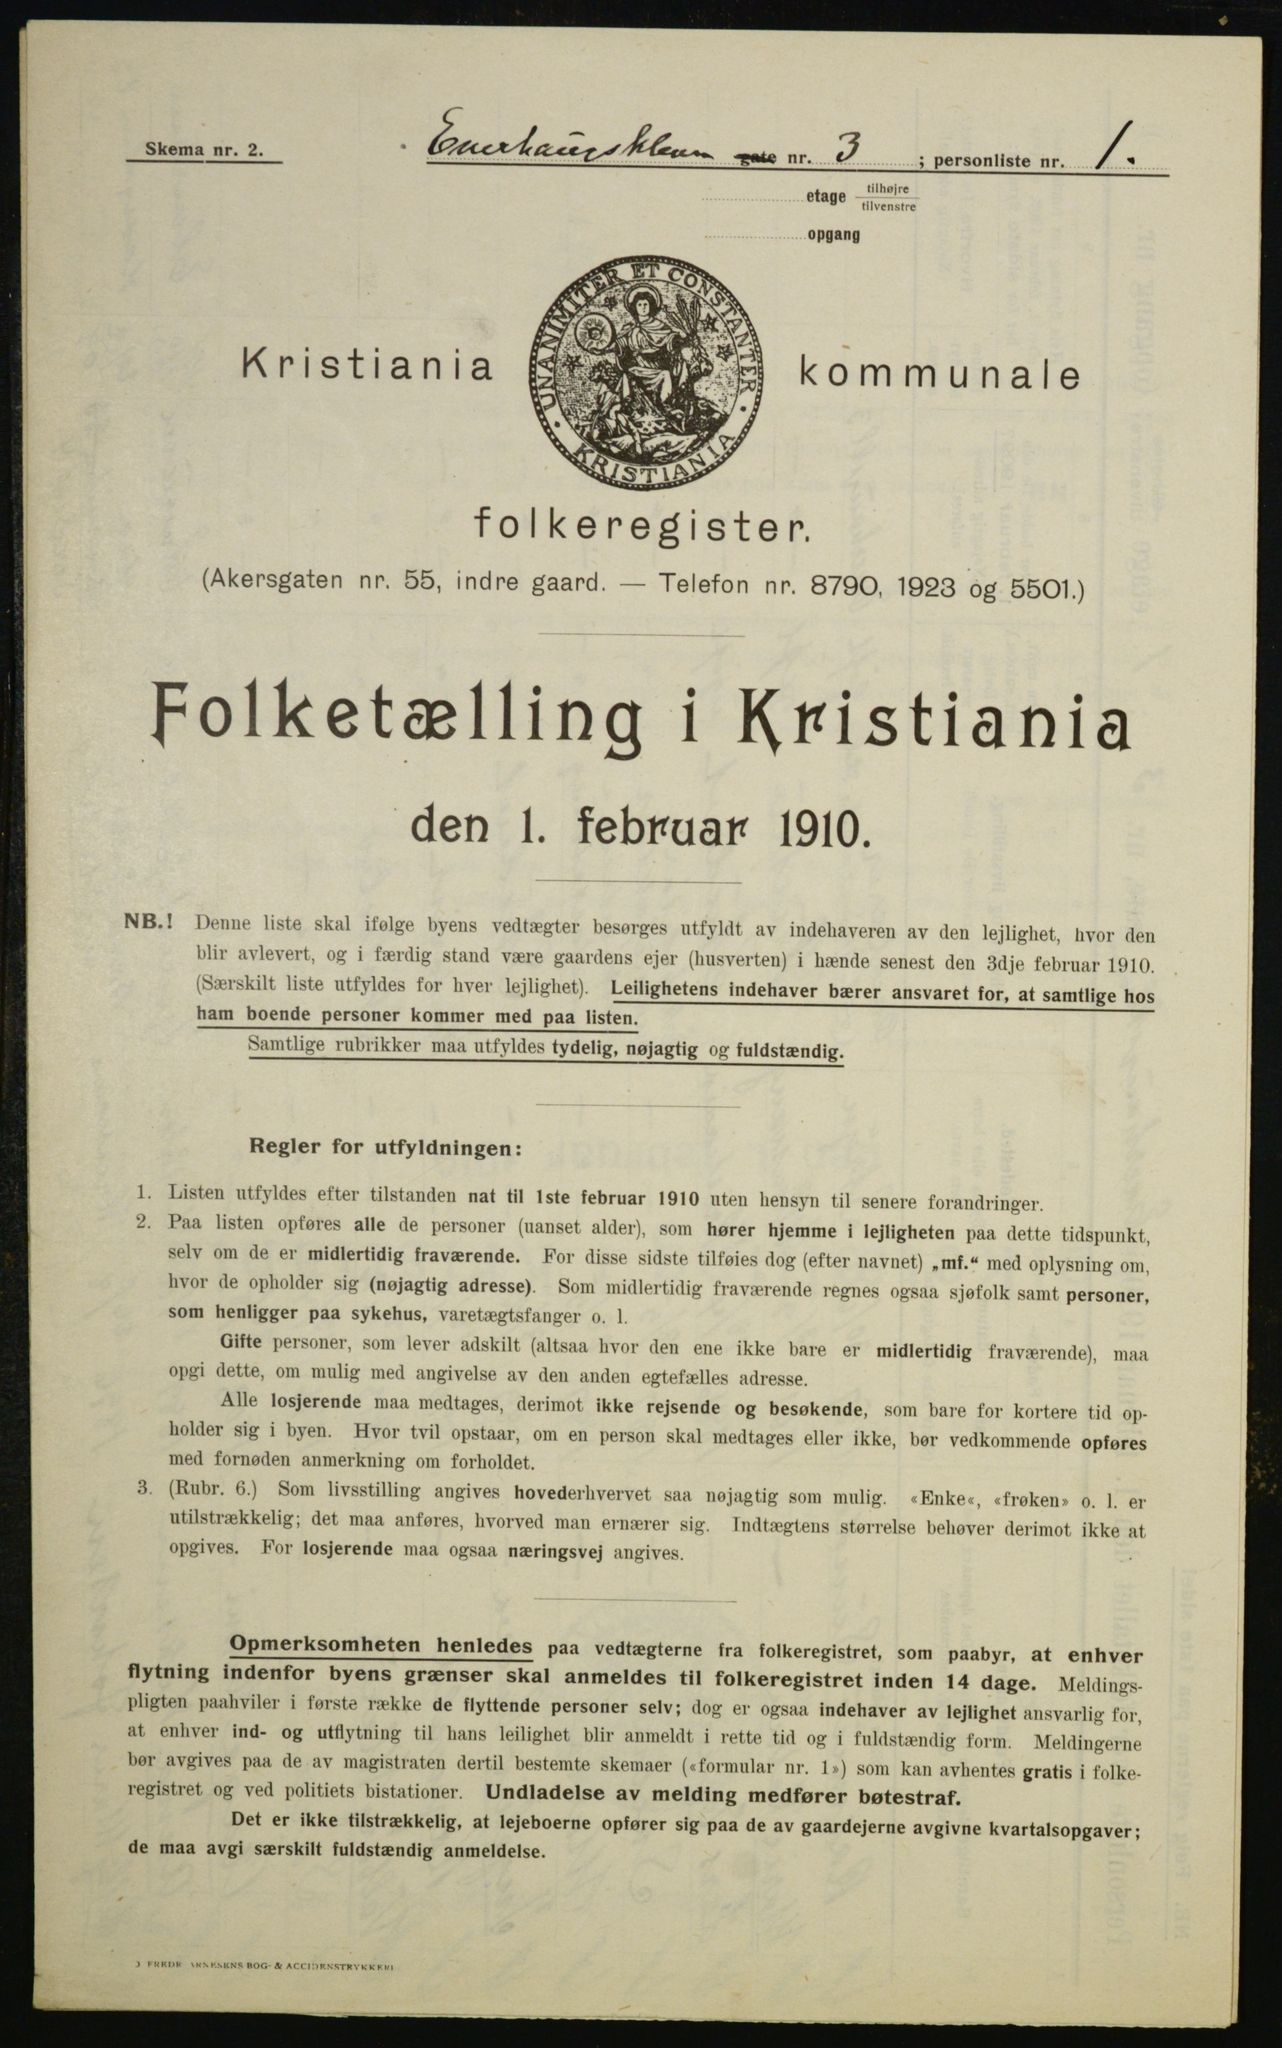 Skema nr. 2.
Enerhaugskleven gate nr. 3 ; personliste nr. 1.
etage tilhøjre
tilvenstre
opgang
UNANIMITER ET CONSTANTER
KRISTIANIA
Kristiania kommunale
folkeregister.
(Akersgaten nr. 55, indre gaard. — Telefon nr. 8790, 1923 og 5501.)
Folketælling i Kristiania
den 1. februar 1910.
NB.! Denne liste skal ifølge byens vedtægter besørges utfyldt av indehaveren av den lejlighet, hvor den
blir avlevert, og i færdig stand være gaardens ejer (husverten) i hænde senest den 3dje februar 1910.
(Særskilt liste utfyldes for hver lejlighet). Leilighetens indehaver bærer ansvaret for, at samtlige hos
ham boende personer kommer med paa listen.
Samtlige rubrikker maa utfyldes tydelig, nøjagtig og fuldstændig.
Regler for utfyldningen:
1. Listen utfyldes efter tilstanden nat til 1ste februar 1910 uten hensyn til senere forandringer.
2. Paa listen opføres alle de personer (uanset alder), som hører hjemme i lejligheten paa dette tidspunkt,
selv om de er midlertidig fraværende. For disse sidste tilføies dog (efter navnet) „mf.“ med oplysning om,
hvor de opholder sig (nøjagtig adresse). Som midlertidig fraværende regnes ogsaa sjøfolk samt personer,
som henligger paa sykehus, varetægtsfanger o. l.
Gifte personer, som lever adskilt (altsaa hvor den ene ikke bare er midlertidig fraværende), maa
opgi dette, om mulig med angivelse av den anden egtefælles adresse.
Alle losjerende maa medtages, derimot ikke rejsende og besøkende, som bare for kortere tid op-
holder sig i byen. Hvor tvil opstaar, om en person skal medtages eller ikke, bør vedkommende opføres
med fornøden anmerkning om forholdet.
3. (Rubr. 6.) Som livsstilling angives hovederhvervet saa nøjagtig som mulig. «Enke«, «frøken» o. l. er
utilstrækkelig; det maa anføres, hvorved man ernærer sig. Indtægtens størrelse behøver derimot ikke at
opgives. For losjerende maa ogsaa næringsvej angives.
Opmerksomheten henledes paa vedtægterne fra folkeregistret, som paabyr, at enhver
flytning indenfor byens grænser skal anmeldes til folkeregistret inden 14 dage. Meldings-
pligten paahviler i første række de flyttende personer selv; dog er ogsaa indehaver av lejlighet ansvarlig for,
at enhver ind- og utflytning til hans leilighet blir anmeldt i rette tid og i fuldstændig form. Meldingerne
bør avgives paa de av magistraten dertil bestemte skemaer («formular nr. 1») som kan avhentes gratis i folke-
registret og ved politiets bistationer. Undladelse av melding medfører bøtestraf.
Det er ikke tilstrækkelig, at lejeboerne opfører sig paa de av gaardejerne avgivne kvartalsopgaver;
de maa avgi særskilt fuldstændig anmeldelse.
FREDR ARNESENS BOG- & ACCIDENSTRYKKERI